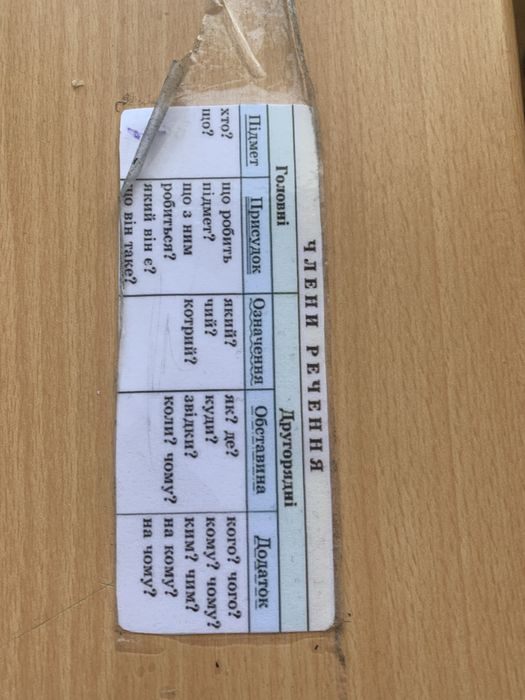 ЧЛЕНИ РЕЧЕННЯ
Головні
Другорядні
Підмет
Присудок
Означення
Обставина
Додаток
хто?
що?
що робить
підмет?
що з ним
робиться?
який він є?
що він таке?
який?
чий?
котрий?
як? де?
куди?
звідки?
коли? чому?
кого? чого?
кому? чому?
ким? чим?
на кому?
на чому?